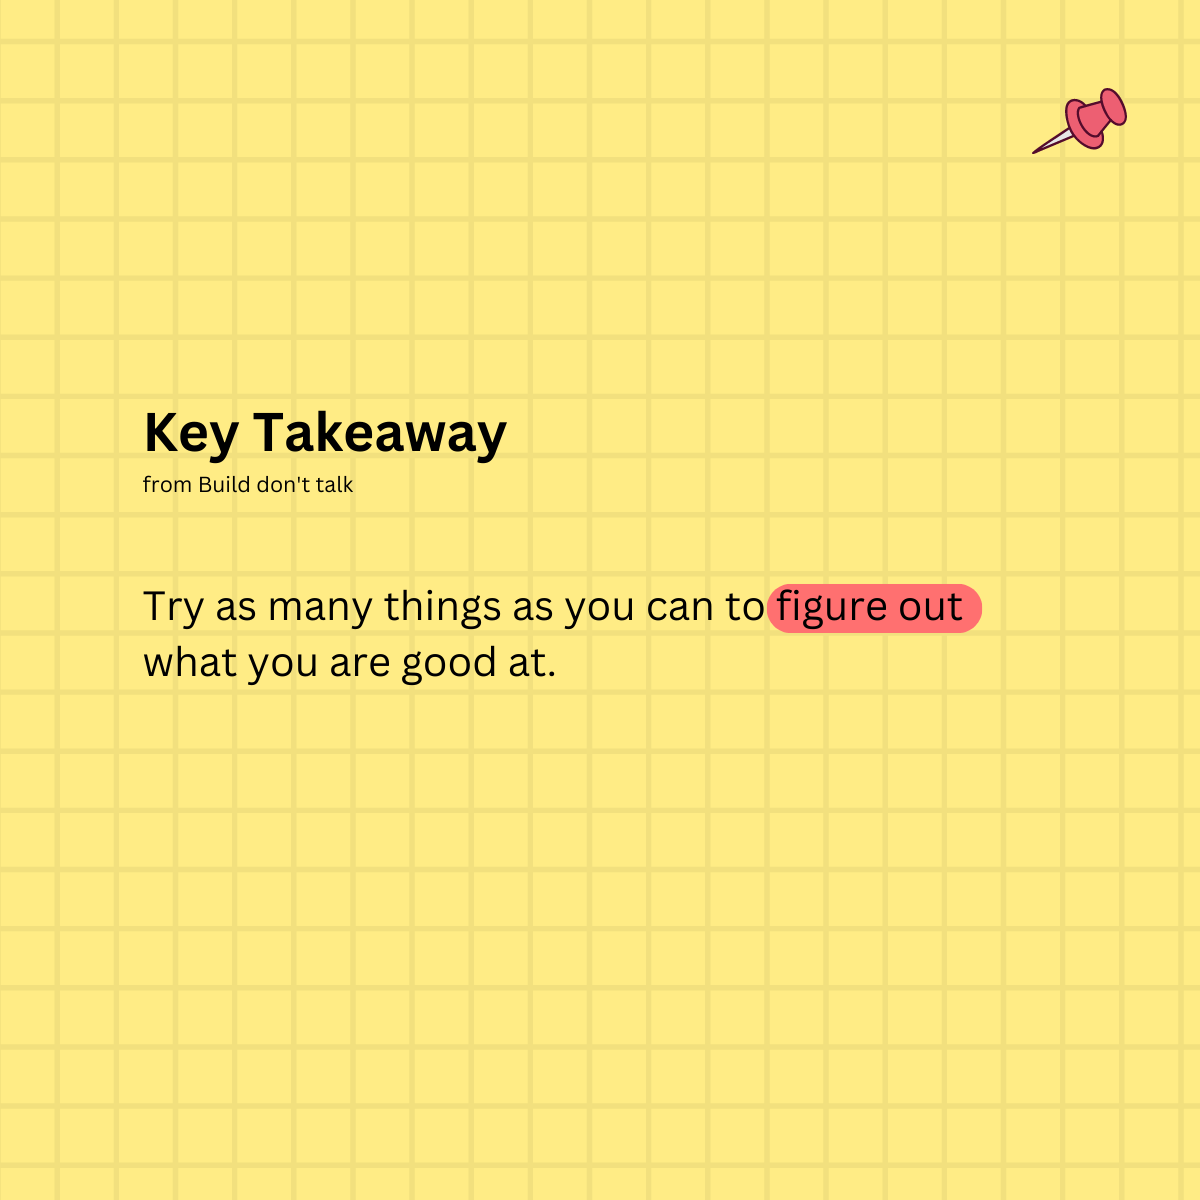 Key Takeaway
from Build don't talk
Try as many things as you can to figure out
what you are good at.